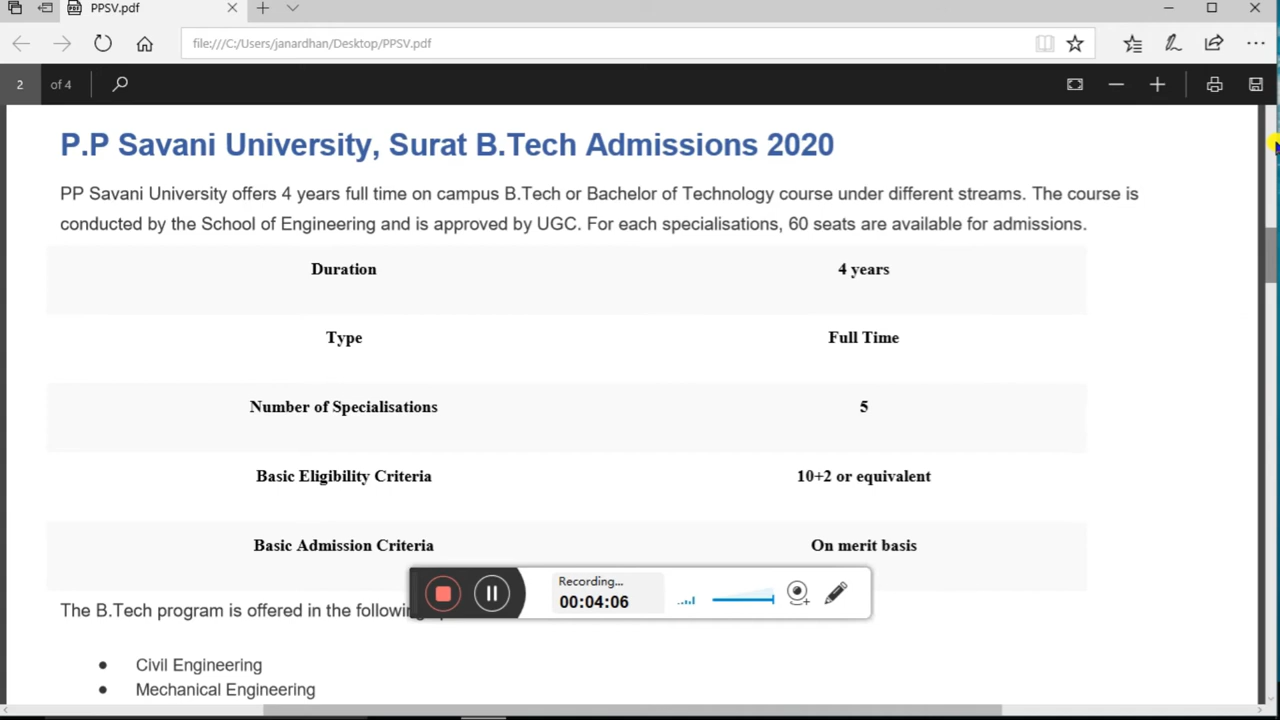 PPSV.pdf
file:///C:/Users/janardhan/Desktop/PPSV.pdf
2 of 4
P.P Savani University, Surat B.Tech Admissions 2020
PP Savani University offers 4 years full time on campus B.Tech or Bachelor of Technology course under different streams. The course is
conducted by the School of Engineering and is approved by UGC. For each specialisations, 60 seats are available for admissions.
Duration 4 years
Type Full Time
Number of Specialisations 5
Basic Eligibility Criteria 10+2 or equivalent
Basic Admission Criteria On merit basis
Recording...
00:04:06
The B.Tech program is offered in the
Civil Engineering
Mechanical Engineering